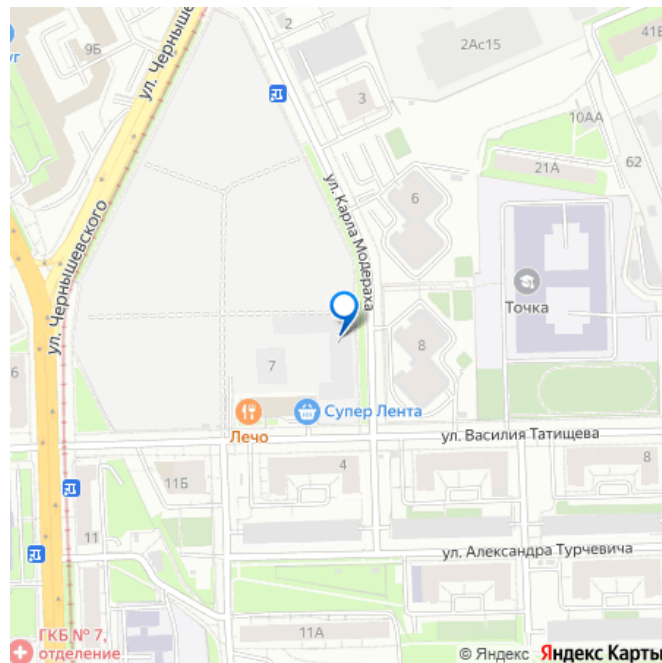 2
9Б
уг
ул. Чернышевского
2Ас15
41Б
3
10АА
62
21А
ул. Карла Модераха
6
Точка
ул. Чернышевского
6
7
8
Лечо
Супер Лента
ул. Василия Татищева
4
8
11Б
11
ул. Александра Турчевича
11А
ГКБ № 7,
отделение
© Яндекс Яндекс Карты